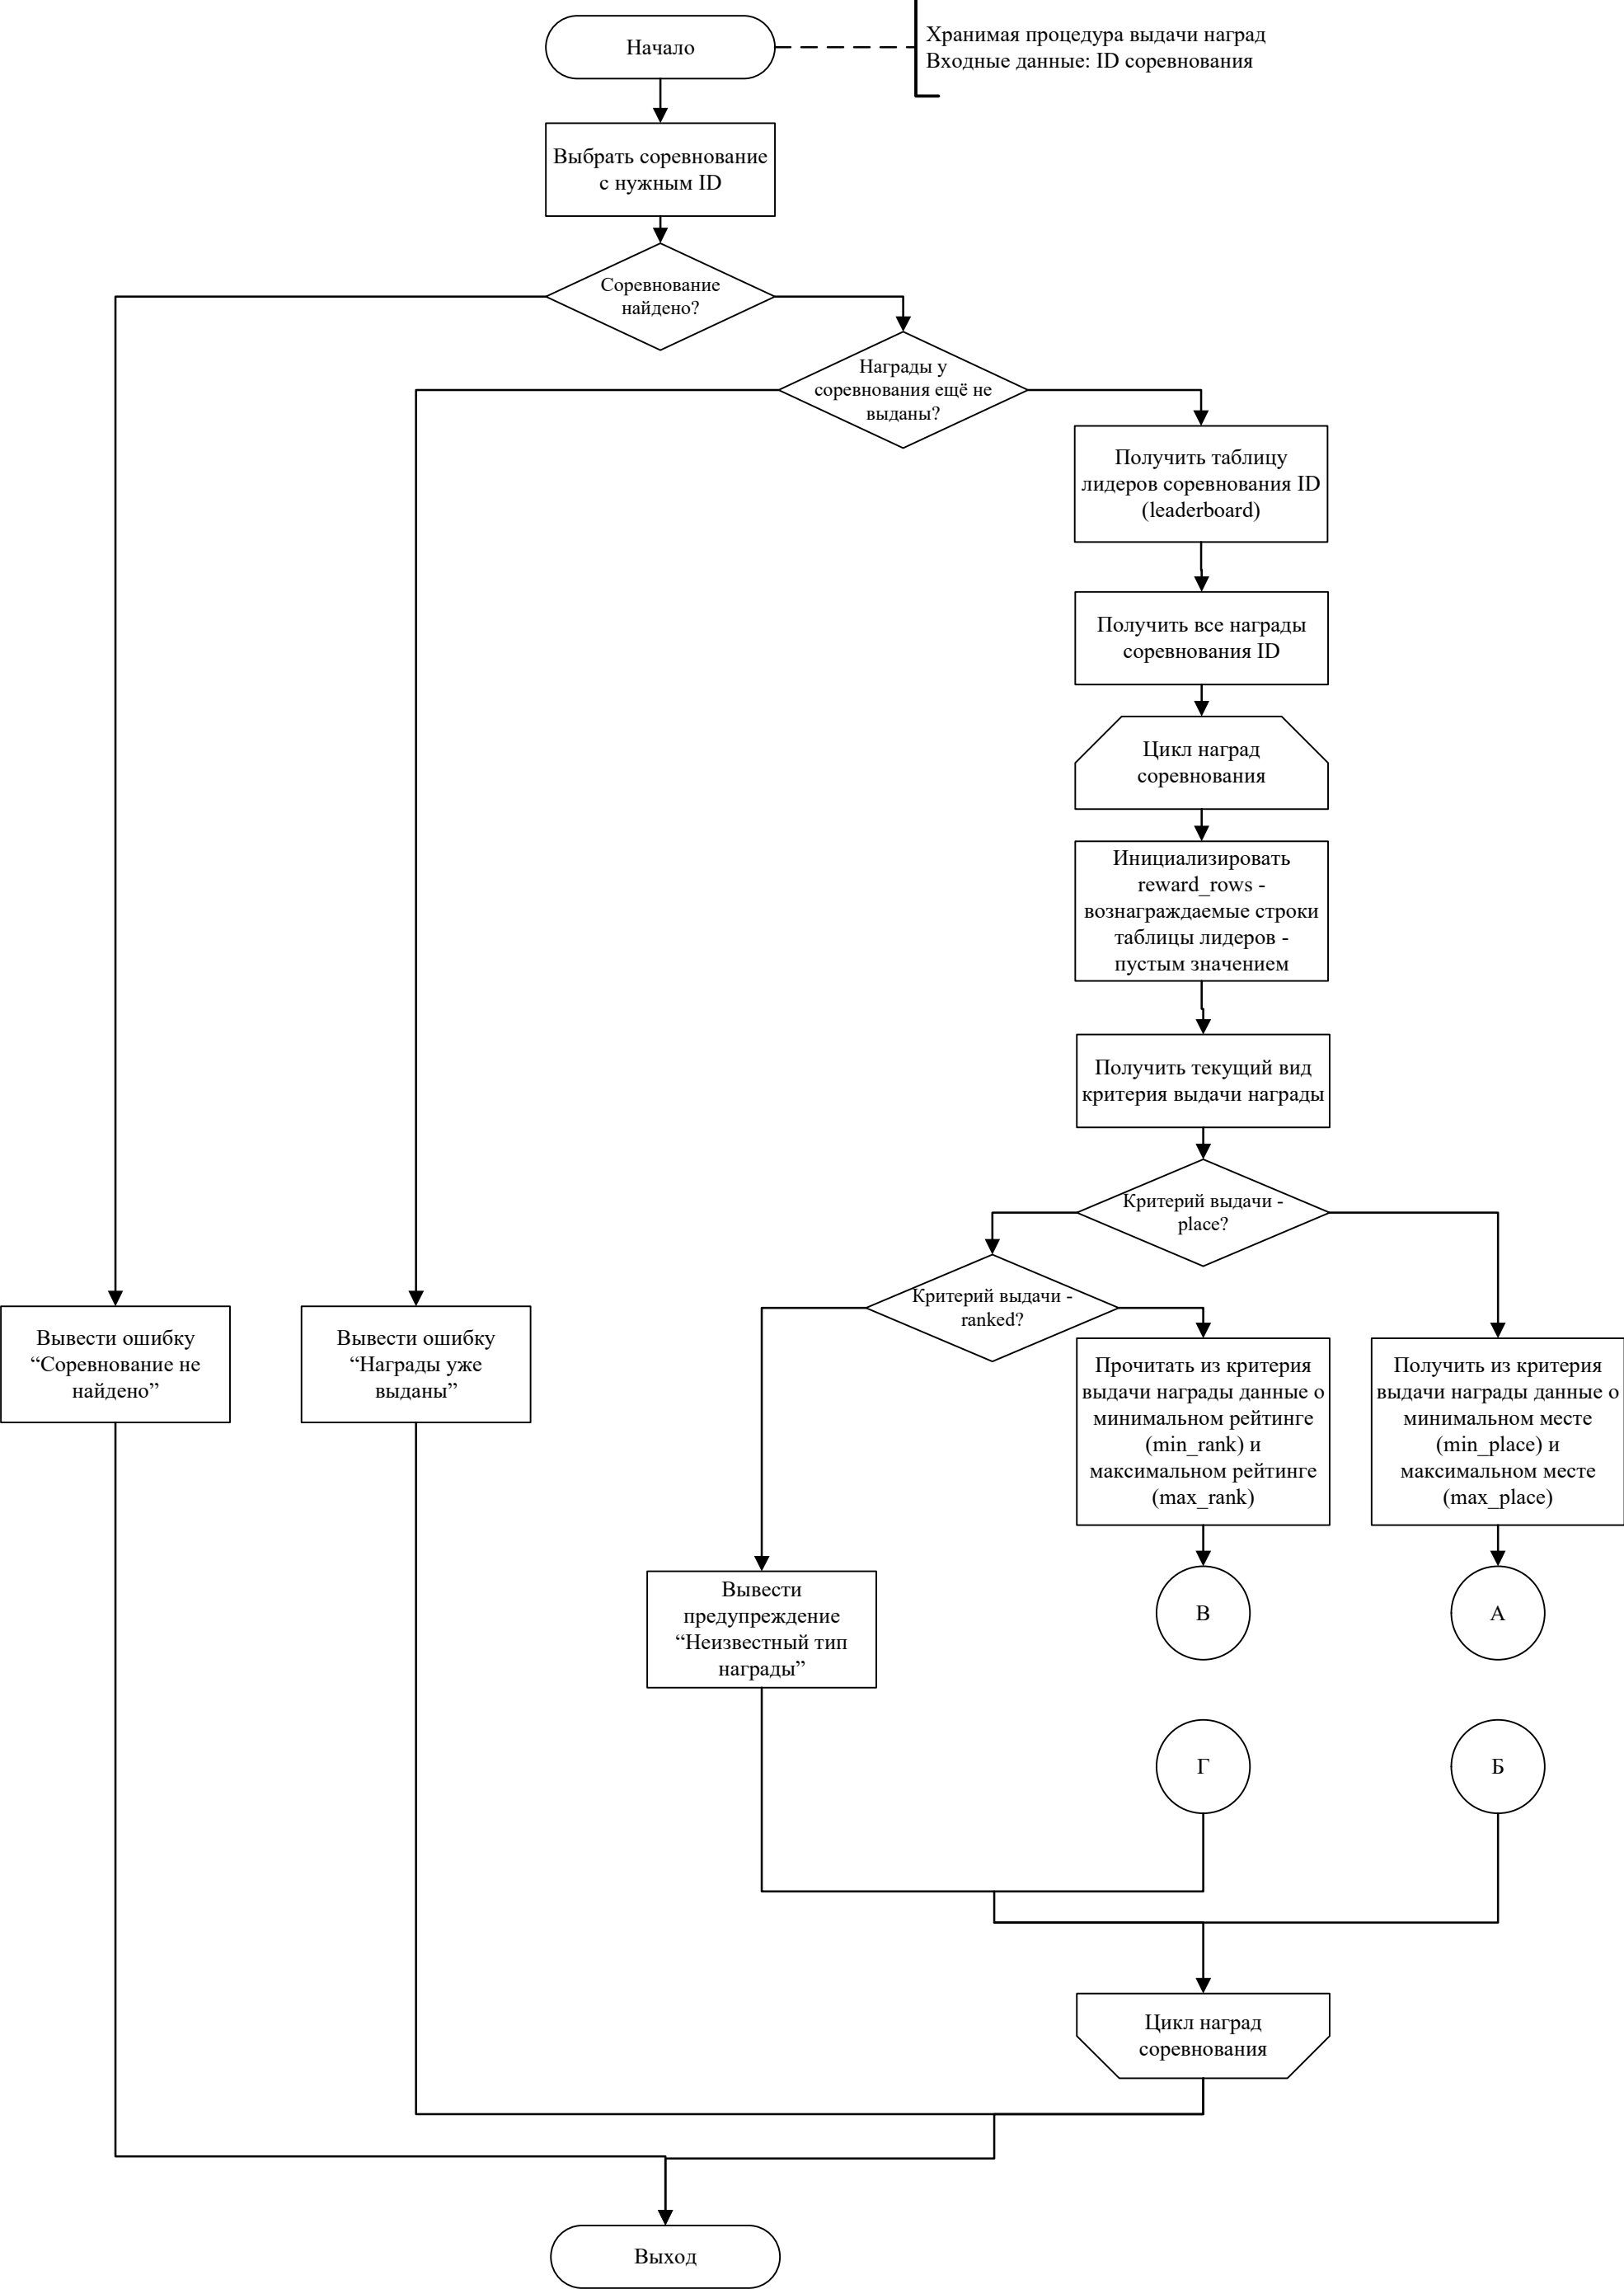 Начало
Хранимая процедура выдачи наград
Входные данные: ID соревнования
Выбрать соревнование
с нужным ID
Соревнование
найдено?
Награды у
соревнования ещё не
выданы?
Получить таблицу
лидеров соревнования ID
(leaderboard)
Получить все награды
соревнования ID
Цикл наград
соревнования
Инициализировать
reward_rows -
вознаграждаемые строки
таблицы лидеров -
пустым значением
Получить текущий вид
критерия выдачи награды
Критерий выдачи -
place?
Критерий выдачи -
ranked?
Вывести ошибку
“Соревнование не
найдено”
Вывести ошибку
“Награды уже
выданы”
Прочитать из критерия
выдачи награды данные о
минимальном рейтинге
(min_rank) и
максимальном рейтинге
(max_rank)
Получить из критерия
выдачи награды данные о
минимальном месте
(min_place) и
максимальном месте
(max_place)
Вывести
предупреждение
“Неизвестный тип
награды”
В
А
Г
Б
Цикл наград
соревнования
Выход